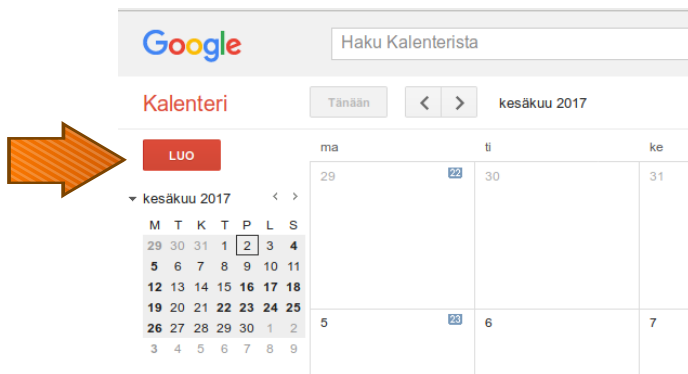 Google
Haku Kalenterista
Kalenteri
Tänään < > kesäkuu 2017
LUO
kesäkuu 2017 < >
M T K T P L S
29 30 31 1 2 3 4
5 6 7 8 9 10 11
12 13 14 15 16 17 18
19 20 21 22 23 24 25
26 27 28 29 30 1 2
3 4 5 6 7 8 9
ma ti ke
29 22 30 31
5 23 6 7